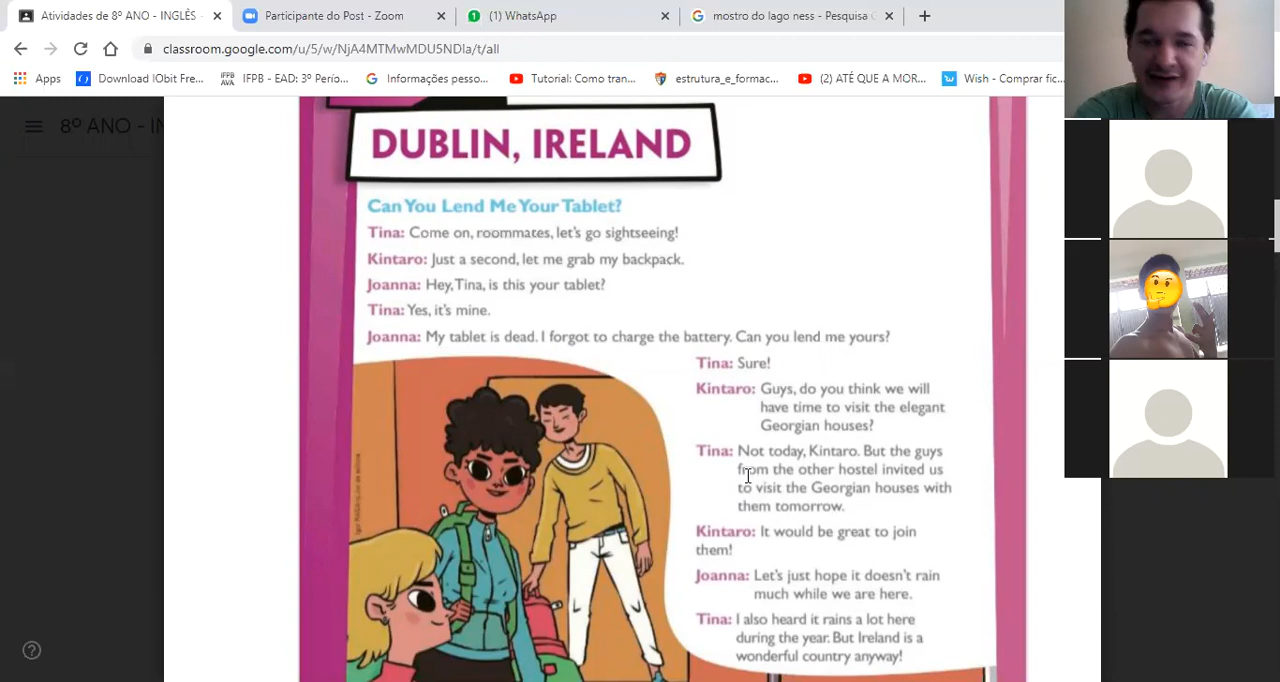 Atividades de 8º ANO - INGLÊS
Participante do Post - Zoom
(1) WhatsApp
mostro do lago ness - Pesquisa G
classroom.google.com/u/5/w/NjA4MTMwMDU5NDla/t/all
Apps
Download IObit Fre...
IFPB - EAD: 3º Perío...
Informações pesso...
Tutorial: Como tran...
estrutura_e_formac...
(2) ATÉ QUE A MOR...
Wish - Comprar fic...
8º ANO - IN
DUBLIN, IRELAND
Can You Lend Me Your Tablet?
Tina: Come on, roommates, let's go sightseeing!
Kintaro: Just a second, let me grab my backpack.
Joanna: Hey, Tina, is this your tablet?
Tina: Yes, it's mine.
Joanna: My tablet is dead. I forgot to charge the battery. Can you lend me yours?
Tina: Sure!
Kintaro: Guys, do you think we will
have time to visit the elegant
Georgian houses?
Tina: Not today, Kintaro. But the guys
from the other hostel invited us
to visit the Georgian houses with
them tomorrow.
Kintaro: It would be great to join
them!
Joanna: Let's just hope it doesn't rain
much while we are here.
Tina: I also heard it rains a lot here
during the year. But Ireland is a
wonderful country anyway!